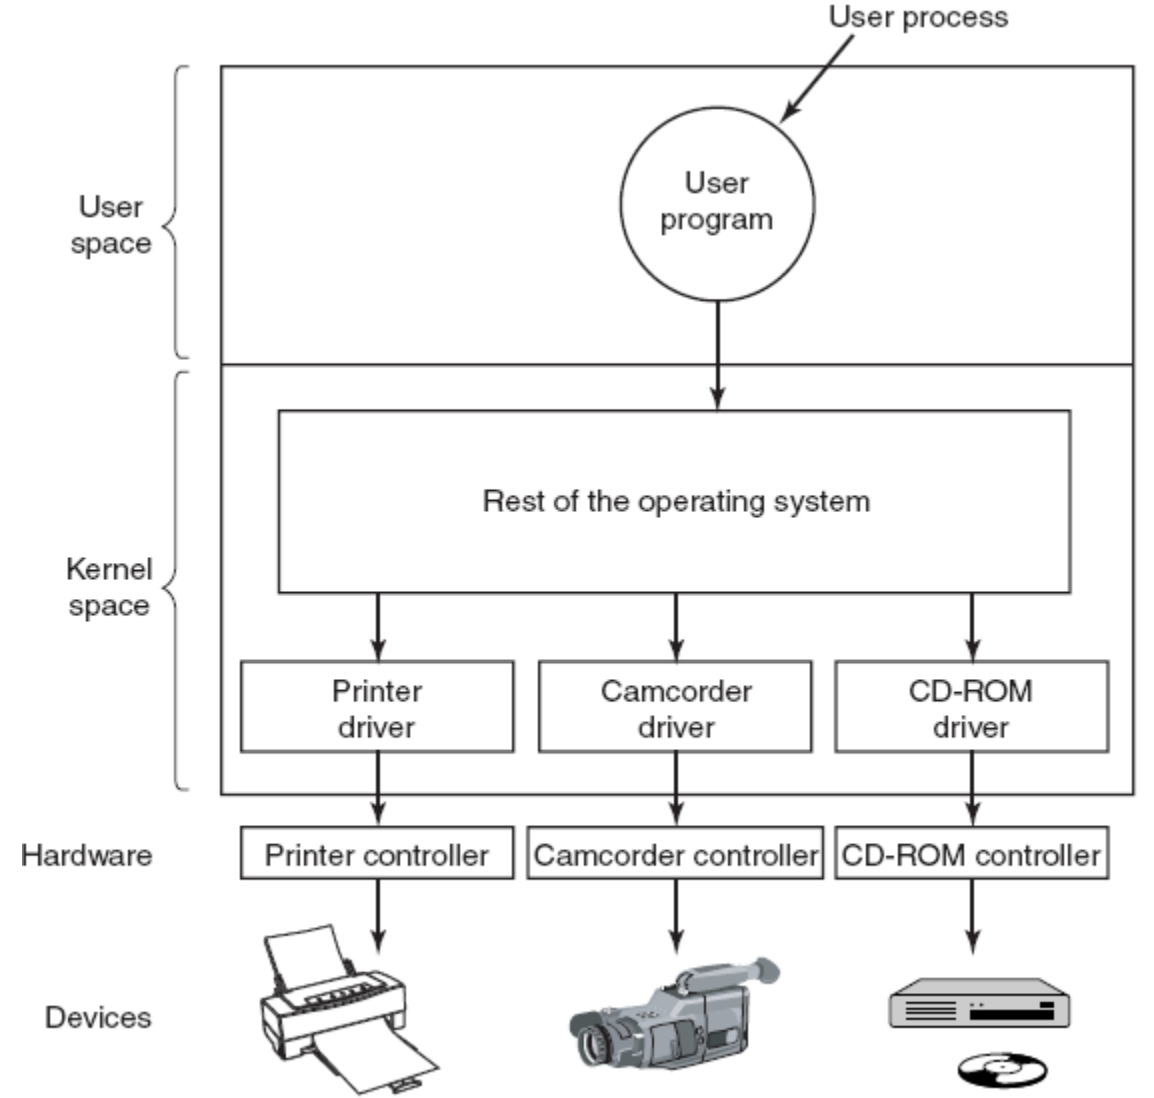 User process
User
program
User
space
Rest of the operating system
Kernel
space
Printer
driver
Camcorder
driver
CD-ROM
driver
Hardware
Printer controller
Camcorder controller
CD-ROM controller
Devices